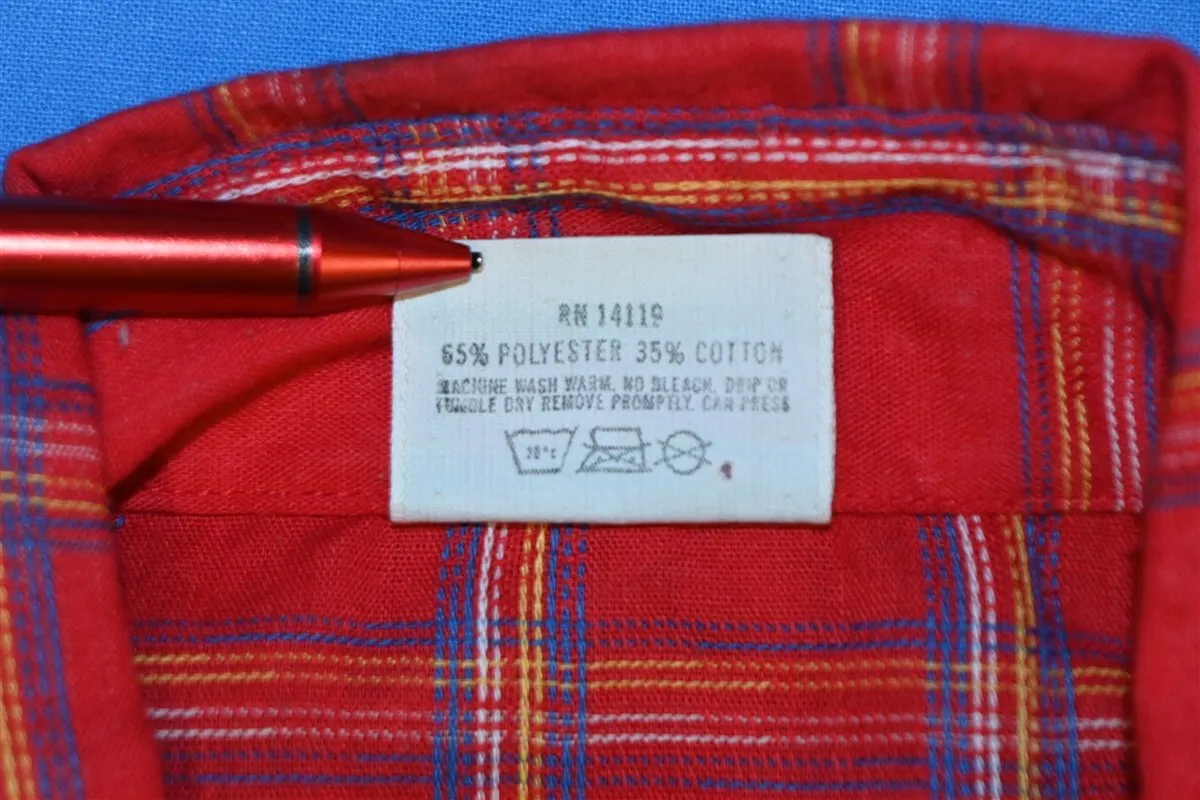 RN 14119
65% POLYESTER 35% COTTON
MACHINE WASH WARM. NO BLEACH. DRIP OR
TUMBLE DRY REMOVE PROMPTLY. CAN PRESS